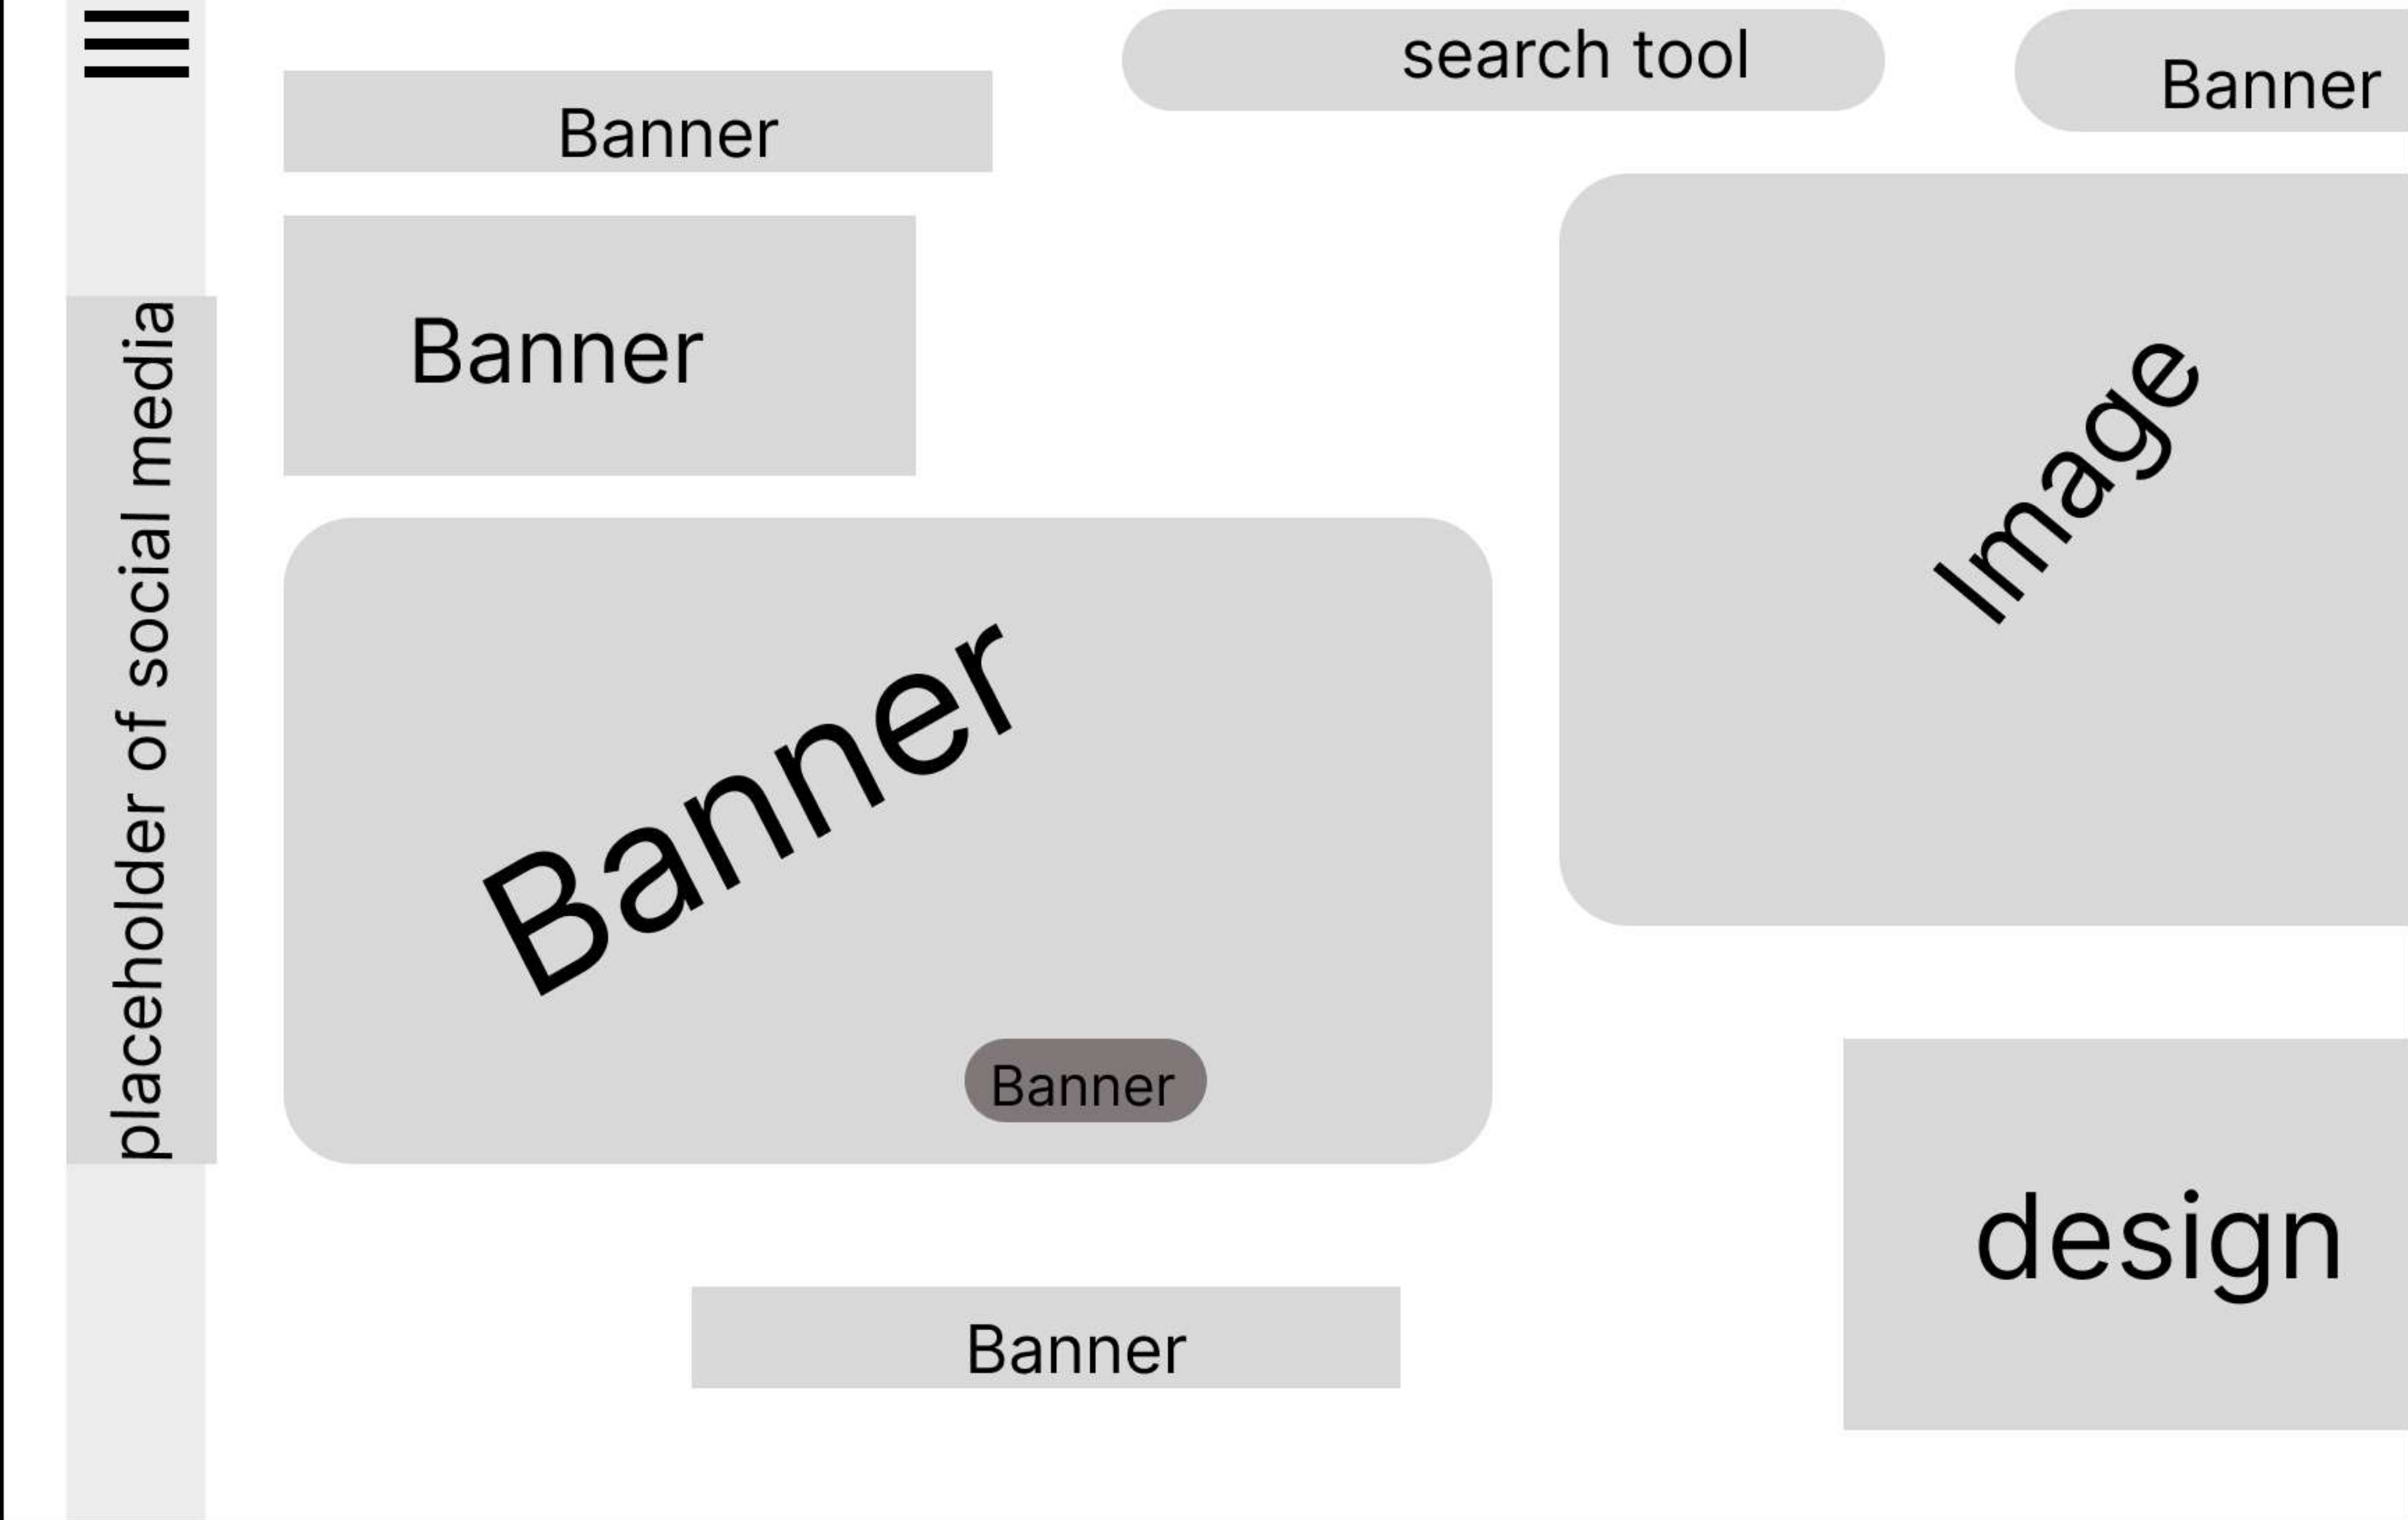 search tool
Banner
Banner
Banner
placeholder of social media
Image
Banner
Banner
design
Banner